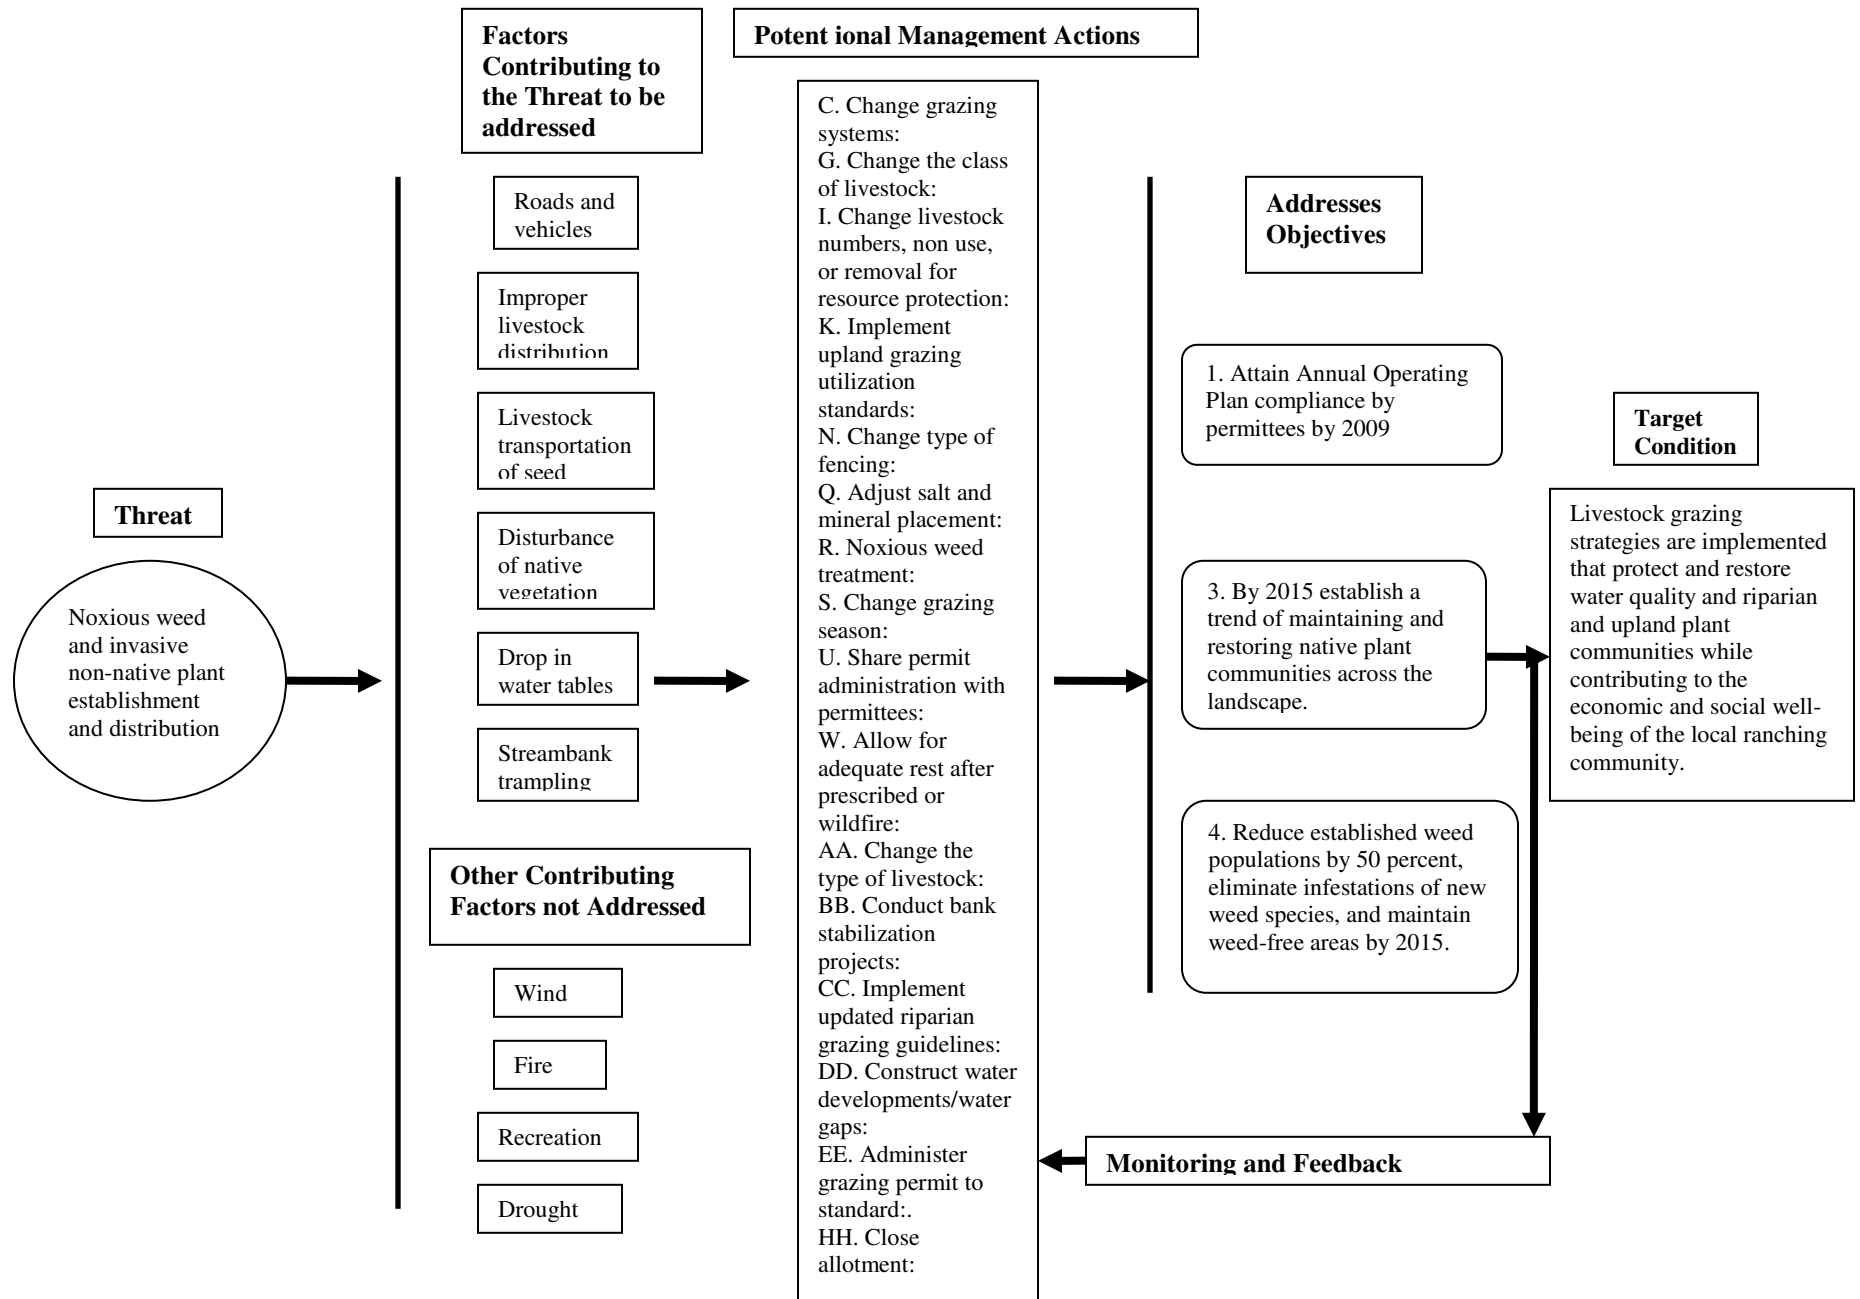 Threat
Noxious weed
and invasive
non-native plant
establishment
and distribution
Factors
Contributing to
the Threat to be
addressed
Roads and
vehicles
Improper
livestock
distribution
Livestock
transportation
of seed
Disturbance
of native
vegetation
Drop in
water tables
Streambank
trampling
Other Contributing
Factors not Addressed
Wind
Fire
Recreation
Drought
Potent ional Management Actions
C. Change grazing
systems:
G. Change the class
of livestock:
I. Change livestock
numbers, non use,
or removal for
resource protection:
K. Implement
upland grazing
utilization
standards:
N. Change type of
fencing:
Q. Adjust salt and
mineral placement:
R. Noxious weed
treatment:
S. Change grazing
season:
U. Share permit
administration with
permittees:
W. Allow for
adequate rest after
prescribed or
wildfire:
AA. Change the
type of livestock:
BB. Conduct bank
stabilization
projects:
CC. Implement
updated riparian
grazing guidelines:
DD. Construct water
developments/water
gaps:
EE. Administer
grazing permit to
standard:.
HH. Close
allotment:
Addresses
Objectives
1. Attain Annual Operating
Plan compliance by
permittees by 2009
3. By 2015 establish a
trend of maintaining and
restoring native plant
communities across the
landscape.
4. Reduce established weed
populations by 50 percent,
eliminate infestations of new
weed species, and maintain
weed-free areas by 2015.
Target
Condition
Livestock grazing
strategies are implemented
that protect and restore
water quality and riparian
and upland plant
communities while
contributing to the
economic and social well-
being of the local ranching
community.
Monitoring and Feedback